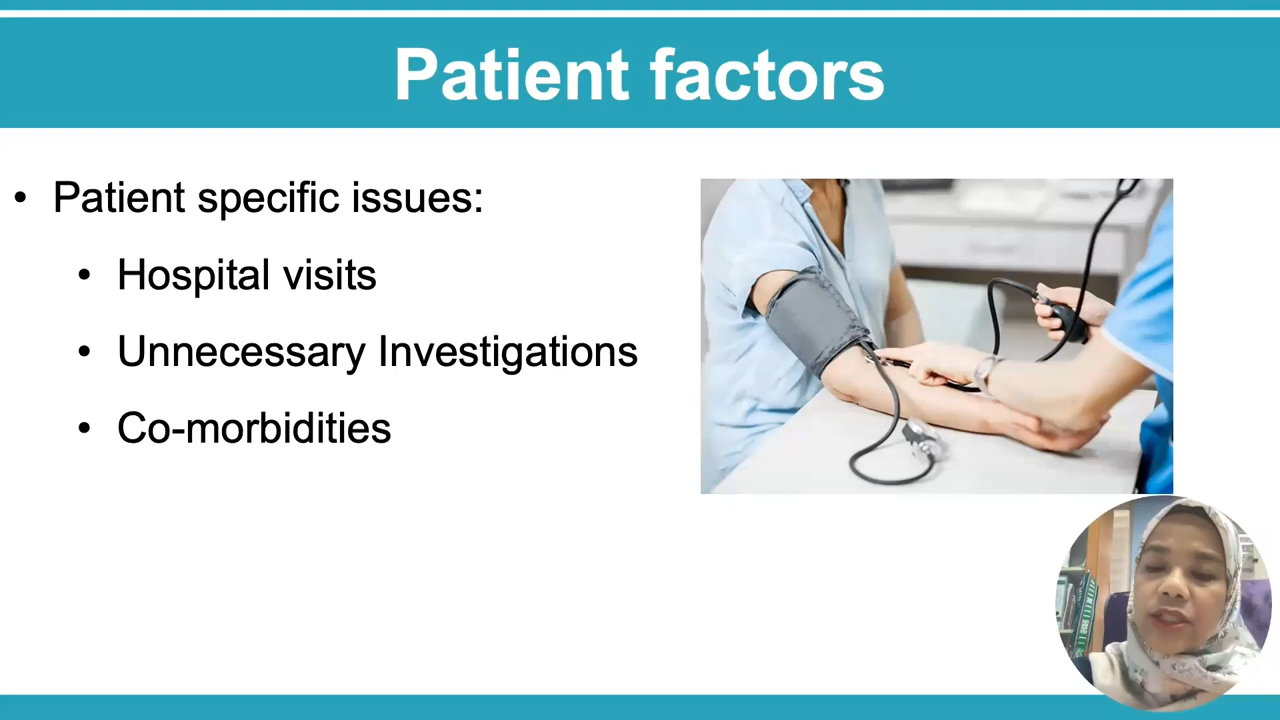 Patient factors
• Patient specific issues:
• Hospital visits
• Unnecessary Investigations
• Co-morbidities